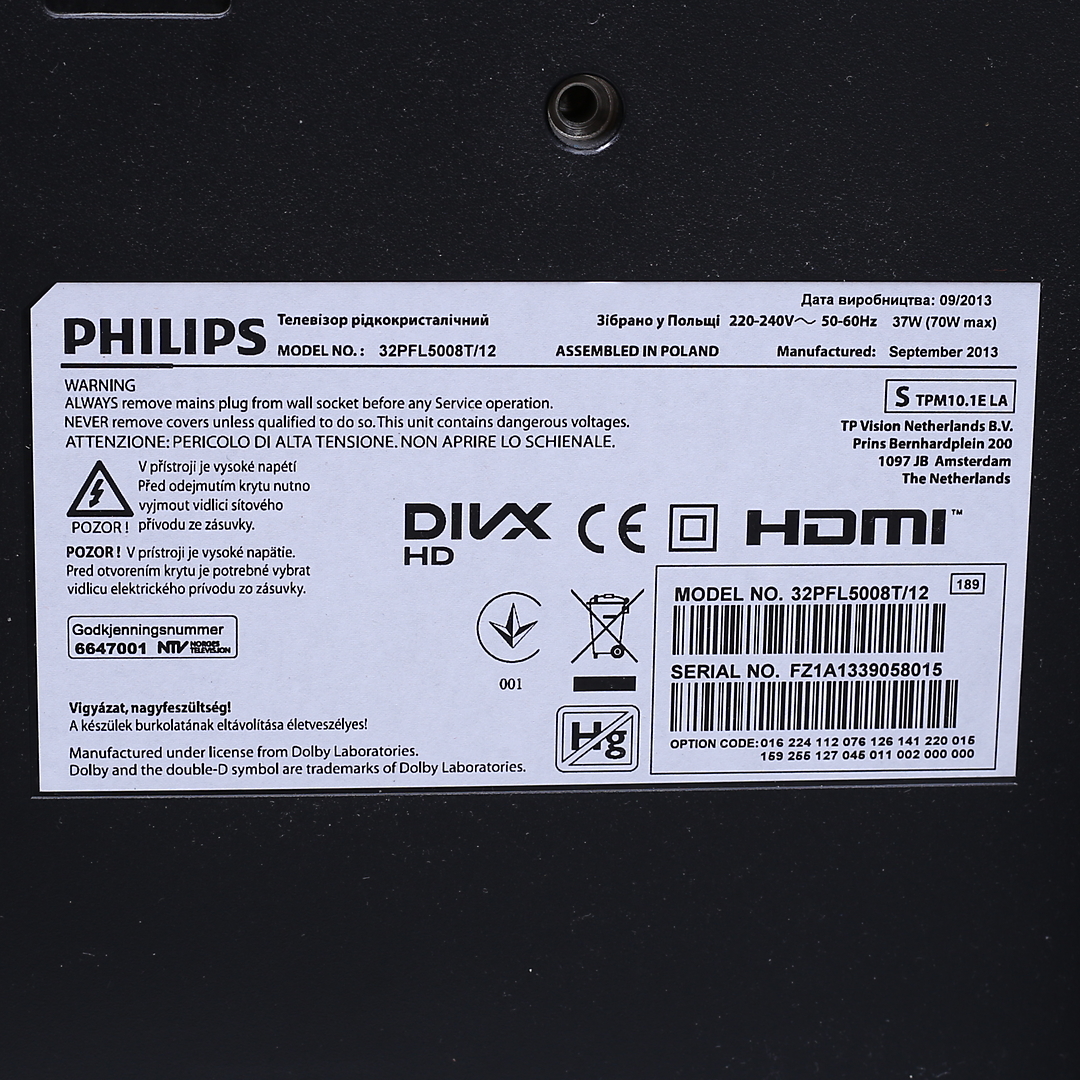 Дата виробництва: 09/2013
PHILIPS Телевізор рідкокристалічний Зібрано у Польщі 220-240V~ 50-60Hz 37W (70W max)
MODEL NO. : 32PFL5008T/12 ASSEMBLED IN POLAND Manufactured: September 2013
WARNING
ALWAYS remove mains plug from wall socket before any Service operation.
NEVER remove covers unless qualified to do so. This unit contains dangerous voltages.
ATTENZIONE: PERICOLO DI ALTA TENSIONE. NON APRIRE LO SCHIENALE.
S TPM10.1E LA
TP Vision Netherlands B.V.
Prins Bernhardplein 200
1097 JB Amsterdam
The Netherlands
V přístroji je vysoké napětí
Před odejmutím krytu nutno
vyjmout vidlici síťového
POZOR ! přívodu ze zásuvky.
POZOR ! V prístroji je vysoké napätie.
Pred otvorením krytu je potrebné vybrat
vidlicu elektrického prívodu zo zásuvky.
DIVX
HD
CE
HDMI™
Godkjenningsnummer
6647001 NTV NORGES TELEVISJON
001
Hg
189
MODEL NO. 32PFL5008T/12
SERIAL NO. FZ1A1339058015
OPTION CODE: 016 224 112 076 126 141 220 015
159 255 127 045 011 002 000 000
Vigyázat, nagyfeszültség!
A készülek burkolatának eltávolítása életveszélyes!
Manufactured under license from Dolby Laboratories.
Dolby and the double-D symbol are trademarks of Dolby Laboratories.